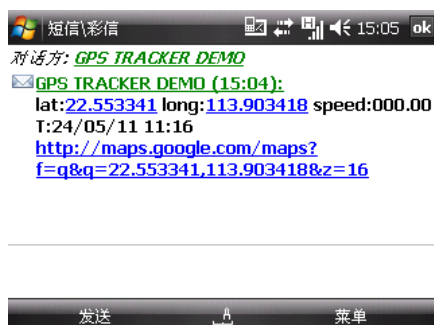 短信\彩信 15:05 ok
对话方: GPS TRACKER DEMO
GPS TRACKER DEMO (15:04):
lat:22.553341 long:113.903418 speed:000.00
T:24/05/11 11:16
http://maps.google.com/maps?
f=q&q=22.553341,113.903418&z=16
发送 A 菜单